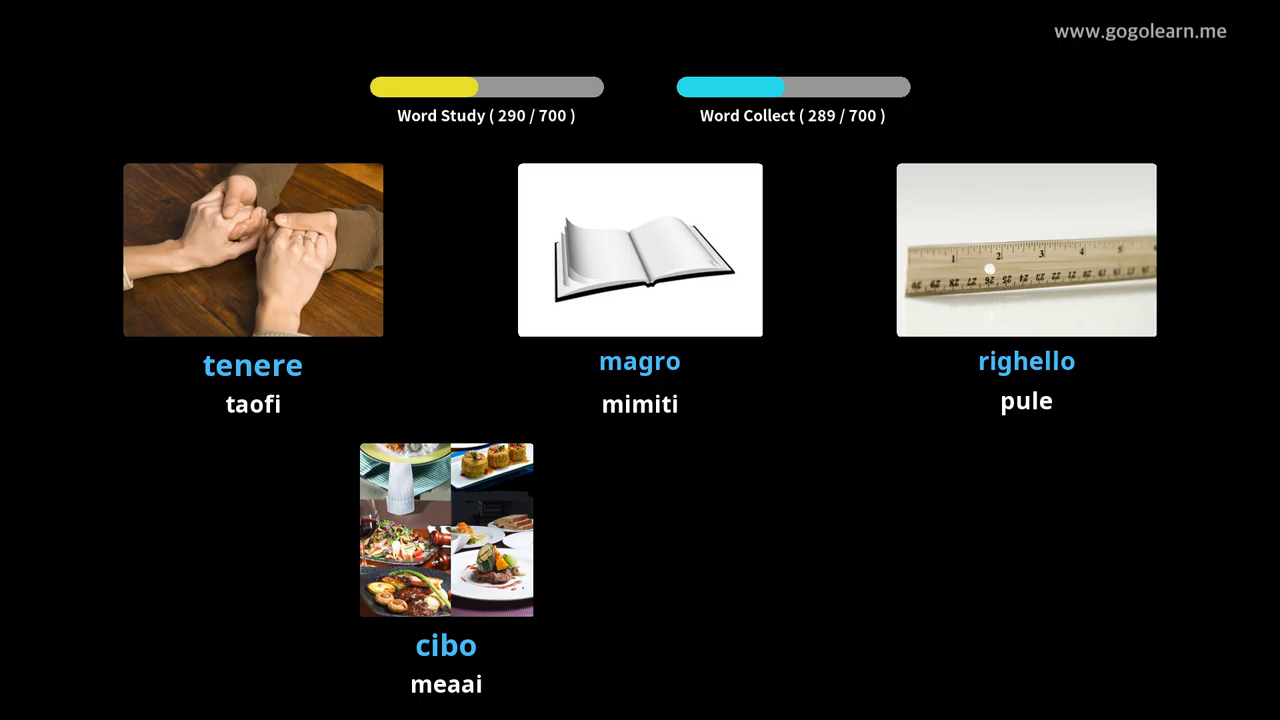 www.gogolearn.me
Word Study ( 290 / 700 )
Word Collect ( 289 / 700 )
tenere
taofi
magro
mimiti
righello
pule
cibo
meaai